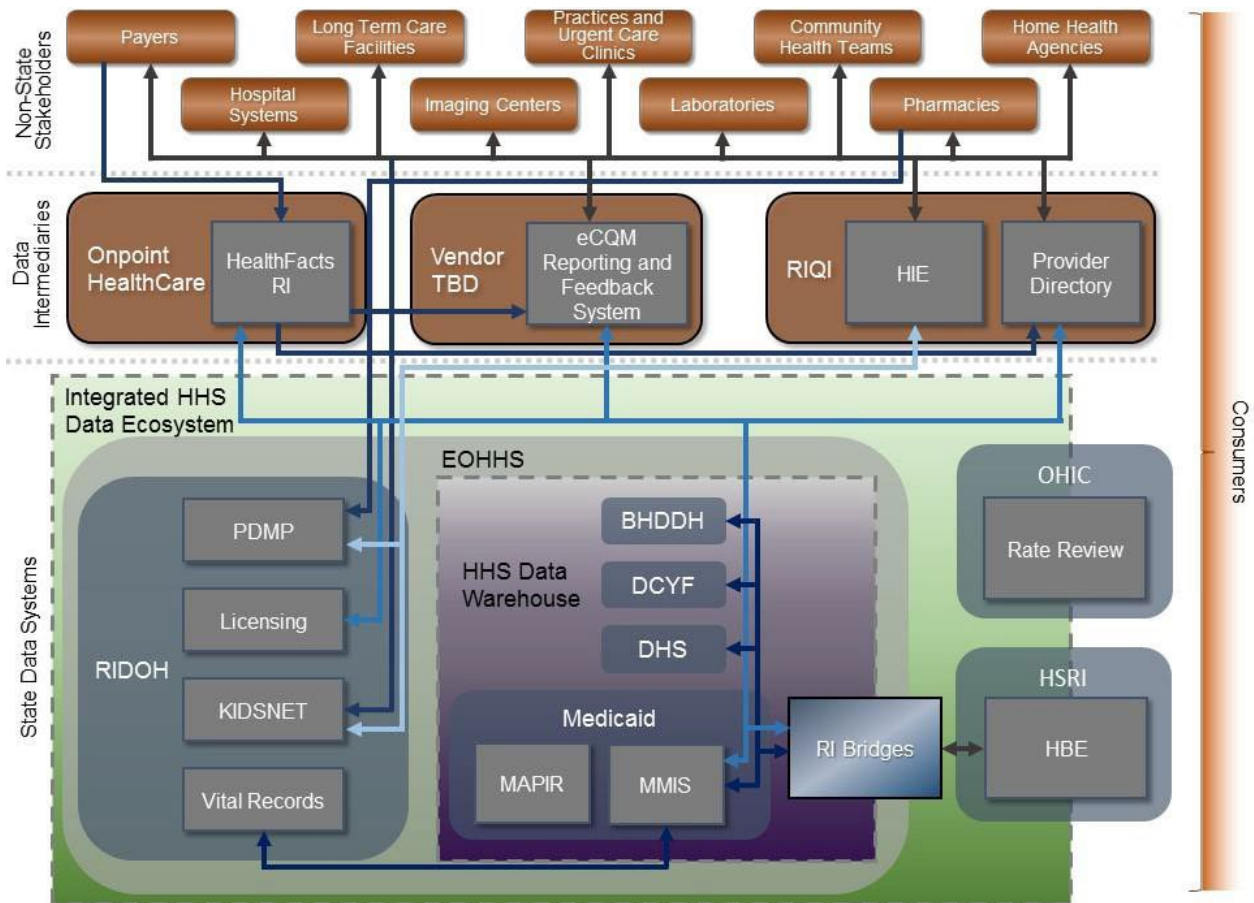 Non-State
Stakeholders
Payers
Long Term Care
Facilities
Practices and
Urgent Care
Clinics
Community
Health Teams
Home Health
Agencies
Hospital
Systems
Imaging Centers
Laboratories
Pharmacies
Data
Intermediaries
Onpoint
HealthCare
HealthFacts
RI
Vendor
TBD
eCQM
Reporting and
Feedback
System
RIQI
HIE
Provider
Directory
State Data Systems
Integrated HHS
Data Ecosystem
EOHHS
RIDOH
PDMP
Licensing
KIDSNET
Vital Records
HHS Data
Warehouse
BHDDH
DCYF
DHS
Medicaid
MAPIR
MMIS
RI Bridges
OHIC
Rate Review
HSRI
HBE
Consumers